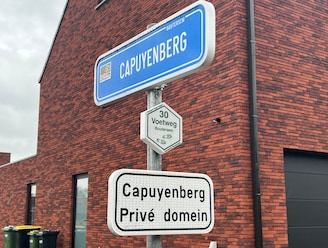 CAPUYENBERG
30
Voetweg
Capuyenberg
Privé domein